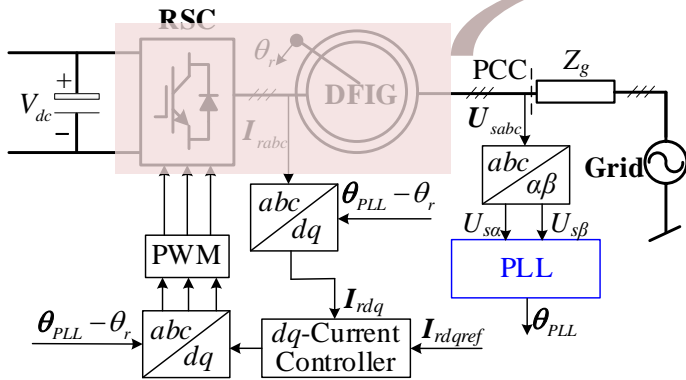 RSC
θr
PCC
Zg
+
Vdc
−
DFIG
Irabc
Usabc
Grid
abc
dq
θPLL − θr
abc
αβ
Usα
Usβ
PWM
PLL
Irdq
θPLL
θPLL − θr
abc
dq
dq-Current
Controller
Irdqref